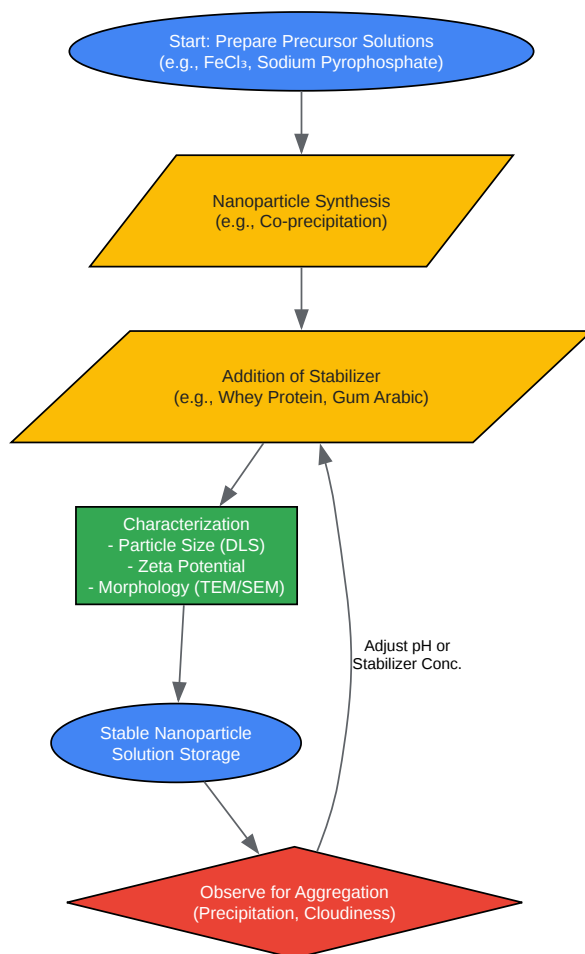 Start: Prepare Precursor Solutions
(e.g., FeCl₃, Sodium Pyrophosphate)
Nanoparticle Synthesis
(e.g., Co-precipitation)
Addition of Stabilizer
(e.g., Whey Protein, Gum Arabic)
Characterization
- Particle Size (DLS)
- Zeta Potential
- Morphology (TEM/SEM)
Adjust pH or
Stabilizer Conc.
Stable Nanoparticle
Solution Storage
Observe for Aggregation
(Precipitation, Cloudiness)